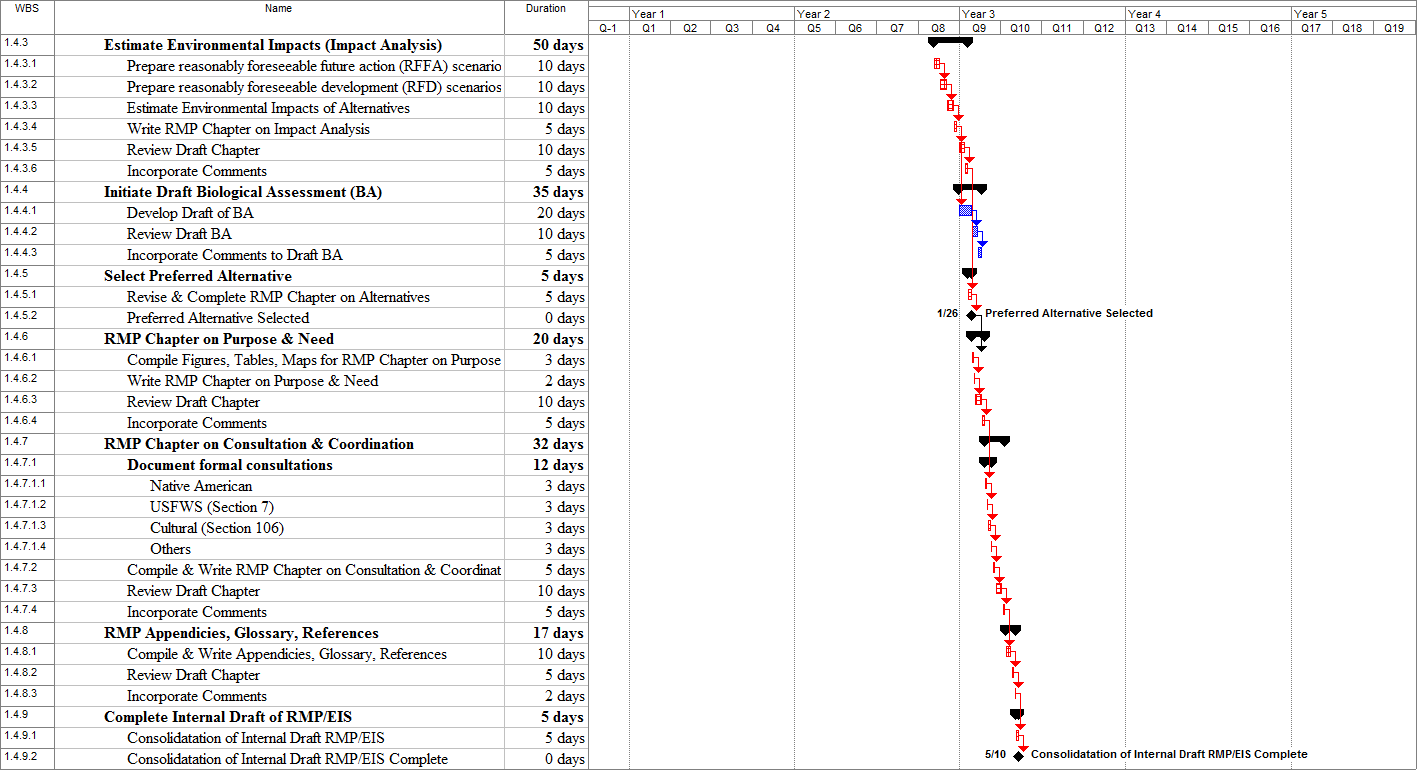 WBS Name Duration Year 1 Year 2 Year 3 Year 4 Year 5
Q-1 Q1 Q2 Q3 Q4 Q5 Q6 Q7 Q8 Q9 Q10 Q11 Q12 Q13 Q14 Q15 Q16 Q17 Q18 Q19
1.4.3 Estimate Environmental Impacts (Impact Analysis) 50 days
1.4.3.1 Prepare reasonably foreseeable future action (RFFA) scenario 10 days
1.4.3.2 Prepare reasonably foreseeable development (RFD) scenarios 10 days
1.4.3.3 Estimate Environmental Impacts of Alternatives 10 days
1.4.3.4 Write RMP Chapter on Impact Analysis 5 days
1.4.3.5 Review Draft Chapter 10 days
1.4.3.6 Incorporate Comments 5 days
1.4.4 Initiate Draft Biological Assessment (BA) 35 days
1.4.4.1 Develop Draft of BA 20 days
1.4.4.2 Review Draft BA 10 days
1.4.4.3 Incorporate Comments to Draft BA 5 days
1.4.5 Select Preferred Alternative 5 days
1.4.5.1 Revise & Complete RMP Chapter on Alternatives 5 days
1.4.5.2 Preferred Alternative Selected 0 days 1/26 Preferred Alternative Selected
1.4.6 RMP Chapter on Purpose & Need 20 days
1.4.6.1 Compile Figures, Tables, Maps for RMP Chapter on Purpose 3 days
1.4.6.2 Write RMP Chapter on Purpose & Need 2 days
1.4.6.3 Review Draft Chapter 10 days
1.4.6.4 Incorporate Comments 5 days
1.4.7 RMP Chapter on Consultation & Coordination 32 days
1.4.7.1 Document formal consultations 12 days
1.4.7.1.1 Native American 3 days
1.4.7.1.2 USFWS (Section 7) 3 days
1.4.7.1.3 Cultural (Section 106) 3 days
1.4.7.1.4 Others 3 days
1.4.7.2 Compile & Write RMP Chapter on Consultation & Coordinat 5 days
1.4.7.3 Review Draft Chapter 10 days
1.4.7.4 Incorporate Comments 5 days
1.4.8 RMP Appendicies, Glossary, References 17 days
1.4.8.1 Compile & Write Appendicies, Glossary, References 10 days
1.4.8.2 Review Draft Chapter 5 days
1.4.8.3 Incorporate Comments 2 days
1.4.9 Complete Internal Draft of RMP/EIS 5 days
1.4.9.1 Consolidatation of Internal Draft RMP/EIS 5 days
1.4.9.2 Consolidatation of Internal Draft RMP/EIS Complete 0 days 5/10 Consolidatation of Internal Draft RMP/EIS Complete